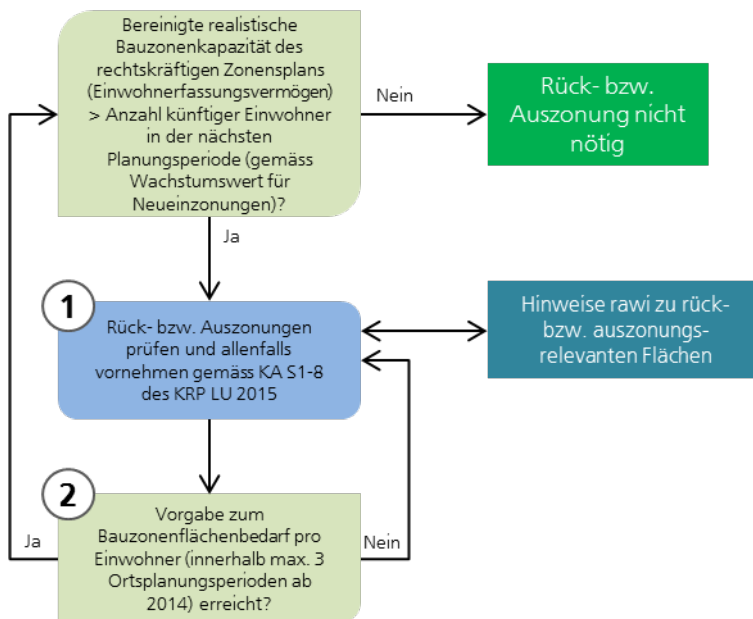 Bereinigte realistische
Bauzonenkapazität des
rechtskräftigen Zonensplans
(Einwohnerfassungsvermögen)
> Anzahl künftiger Einwohner
in der nächsten
Planungsperiode (gemäss
Wachstumswert für
Neueinzonungen)?
Nein
Rück- bzw.
Auszonung nicht
nötig
Ja
1
Rück- bzw. Auszonungen
prüfen und allenfalls
vornehmen gemäss KA S1-8
des KRP LU 2015
Hinweise rawi zu rück-
bzw. auszonungs-
relevanten Flächen
2
Vorgabe zum
Bauzonenflächenbedarf pro
Einwohner (innerhalb max. 3
Ortsplanungsperioden ab
2014) erreicht?
Ja
Nein